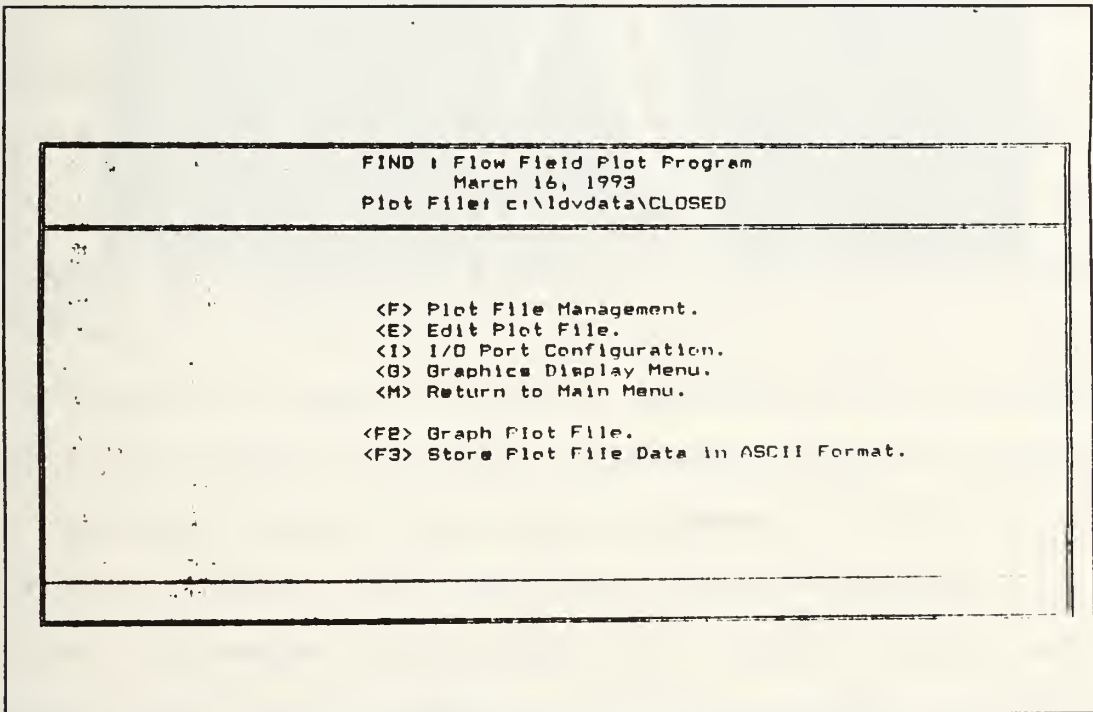 FIND : Flow Field Plot Program
March 16, 1993
Plot File: c:\ldvdata\CLOSED
<F> Plot File Management.
<E> Edit Plot File.
<I> I/O Port Configuration.
<G> Graphics Display Menu.
<M> Return to Main Menu.
<F2> Graph Plot File.
<F3> Store Plot File Data in ASCII Format.